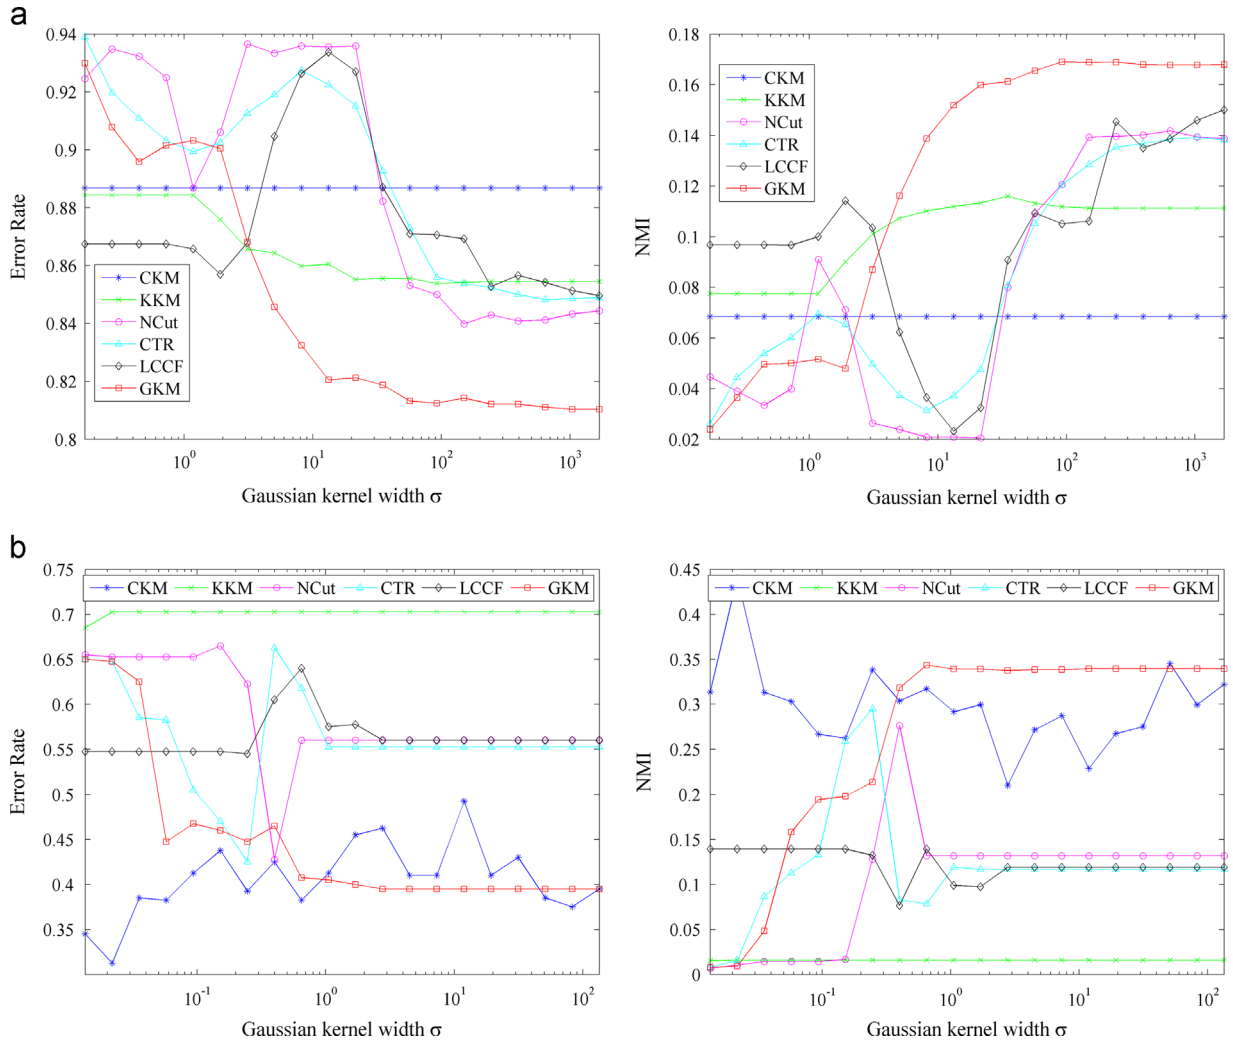 a
0.94
0.92
0.9
0.88
0.86
0.84
0.82
0.8
Error Rate
CKM
KKM
NCut
CTR
LCCF
GKM
10^0
10^1
10^2
10^3
Gaussian kernel width σ
0.18
0.16
0.14
0.12
0.1
0.08
0.06
0.04
0.02
NMI
CKM
KKM
NCut
CTR
LCCF
GKM
10^0
10^1
10^2
10^3
Gaussian kernel width σ
b
0.75
0.7
0.65
0.6
0.55
0.5
0.45
0.4
0.35
Error Rate
CKM KKM NCut CTR LCCF GKM
10^-1
10^0
10^1
10^2
Gaussian kernel width σ
0.45
0.4
0.35
0.3
0.25
0.2
0.15
0.1
0.05
0
NMI
CKM KKM NCut CTR LCCF GKM
10^-1
10^0
10^1
10^2
Gaussian kernel width σ